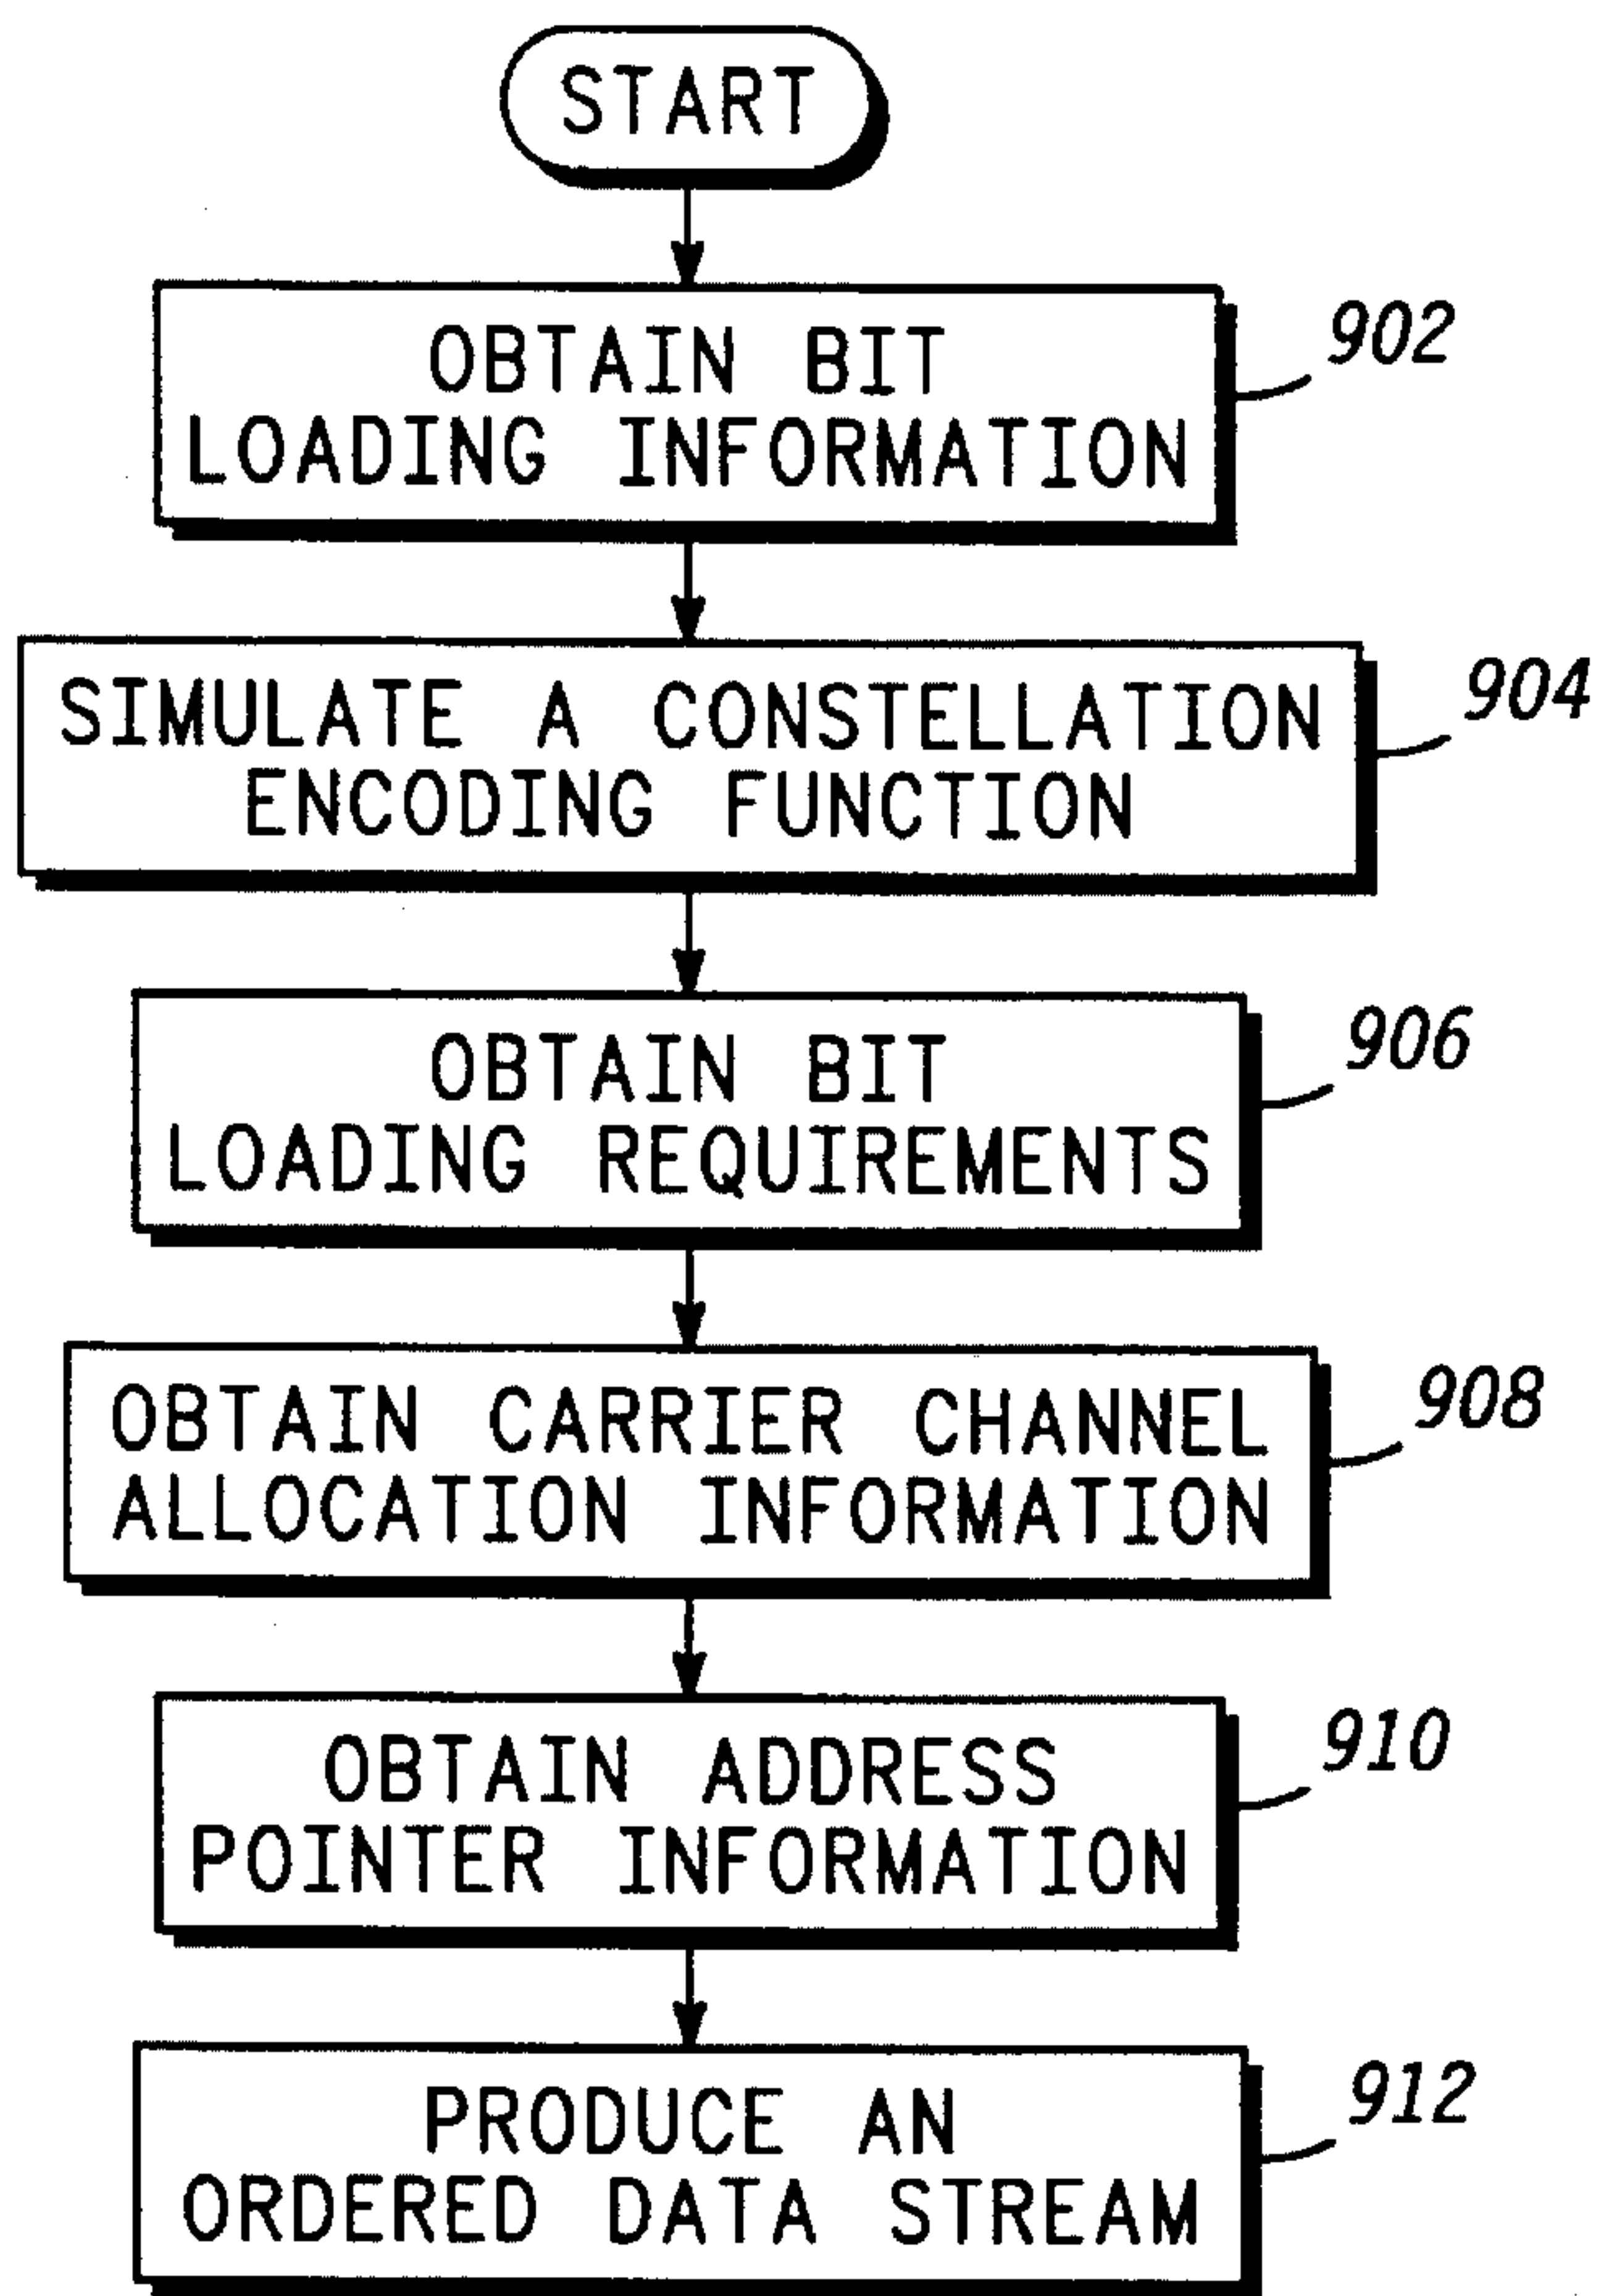 START
OBTAIN BIT
LOADING INFORMATION
902
SIMULATE A CONSTELLATION
ENCODING FUNCTION
904
OBTAIN BIT
LOADING REQUIREMENTS
906
OBTAIN CARRIER CHANNEL
ALLOCATION INFORMATION
908
OBTAIN ADDRESS
POINTER INFORMATION
910
PRODUCE AN
ORDERED DATA STREAM
912